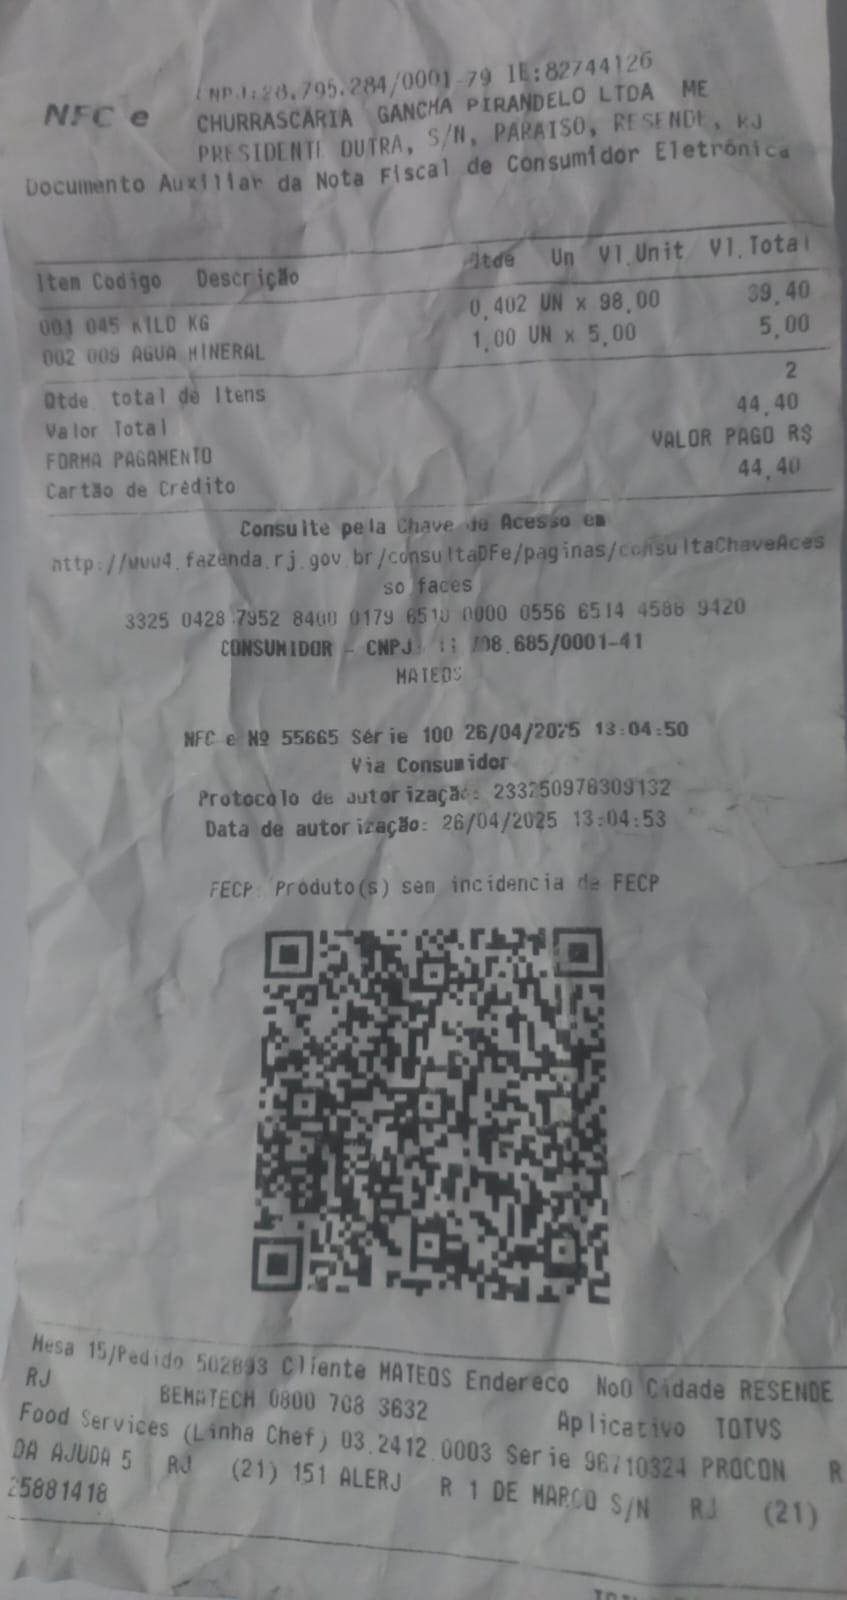 CNPJ:28.795.284/0001-79 IE:82744126
NFC e CHURRASCARIA GANCHA PIRANDELO LTDA ME
PRESIDENTE DUTRA, S/N, PARAISO, RESENDE, RJ
Documento Auxiliar da Nota Fiscal de Consumidor Eletrônica
Item Codigo Descrição Qtde Un Vl.Unit Vl.Total
001 045 KILO KG 0,402 UN x 98,00 39,40
002 009 AGUA MINERAL 1,00 UN x 5,00 5,00
Qtde total de Itens 2
Valor Total 44,40
FORMA PAGAMENTO VALOR PAGO R$
Cartão de Crédito 44,40
Consulte pela Chave de Acesso em
http://www4.fazenda.rj.gov.br/consultaDFe/paginas/consultaChaveAces
so faces
3325 0428 7952 8400 0179 6510 0000 0556 6514 4588 9420
CONSUMIDOR - CNPJ: 08.685/0001-41
MATEOS
NFC e Nº 55665 Série 100 26/04/2025 13:04:50
Via Consumidor
Protocolo de autorização: 233250978309132
Data de autorização: 26/04/2025 13:04:53
FECP: Produto(s) sem incidencia de FECP
Mesa 15/Pedido 502893 Cliente MATEOS Endereco No0 Cidade RESENDE
RJ BEMATECH 0800 768 3632 Aplicativo TOTVS
Food Services (Linha Chef) 03.2412.0003 Serie 96710324 PROCON R
DA AJUDA 5 RJ (21) 151 ALERJ R 1 DE MARCO S/N RJ (21)
25881418